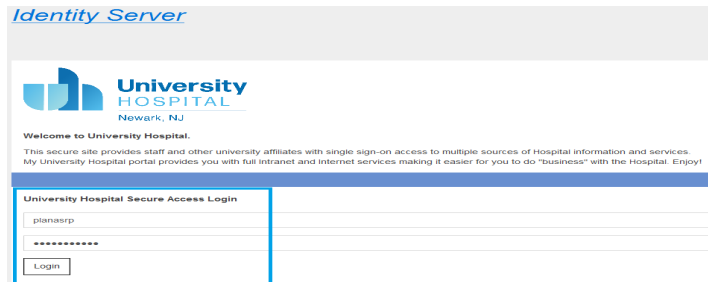 Identity Server
University
HOSPITAL
Newark, NJ
Welcome to University Hospital.
This secure site provides staff and other university affiliates with single sign-on access to multiple sources of Hospital information and services.
My University Hospital portal provides you with full Intranet and Internet services making it easier for you to do "business" with the Hospital. Enjoy!
University Hospital Secure Access Login
planasrp
•••••••••••
Login